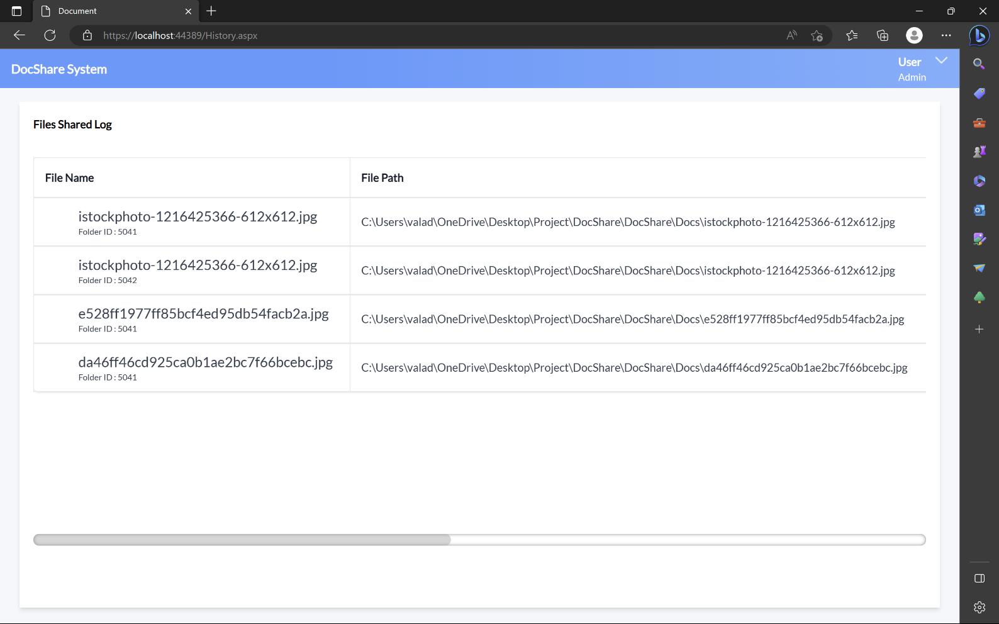 Document
https://localhost:44389/History.aspx
DocShare System
User
Admin
Files Shared Log
File Name
File Path
istockphoto-1216425366-612x612.jpg
Folder ID : 5041
C:\Users\valad\OneDrive\Desktop\Project\DocShare\DocShare\Docs\istockphoto-1216425366-612x612.jpg
istockphoto-1216425366-612x612.jpg
Folder ID : 5042
C:\Users\valad\OneDrive\Desktop\Project\DocShare\DocShare\Docs\istockphoto-1216425366-612x612.jpg
e528ff1977ff85bcf4ed95db54facb2a.jpg
Folder ID : 5041
C:\Users\valad\OneDrive\Desktop\Project\DocShare\DocShare\Docs\e528ff1977ff85bcf4ed95db54facb2a.jpg
da46ff46cd925ca0b1ae2bc7f66bcebc.jpg
Folder ID : 5041
C:\Users\valad\OneDrive\Desktop\Project\DocShare\DocShare\Docs\da46ff46cd925ca0b1ae2bc7f66bcebc.jpg